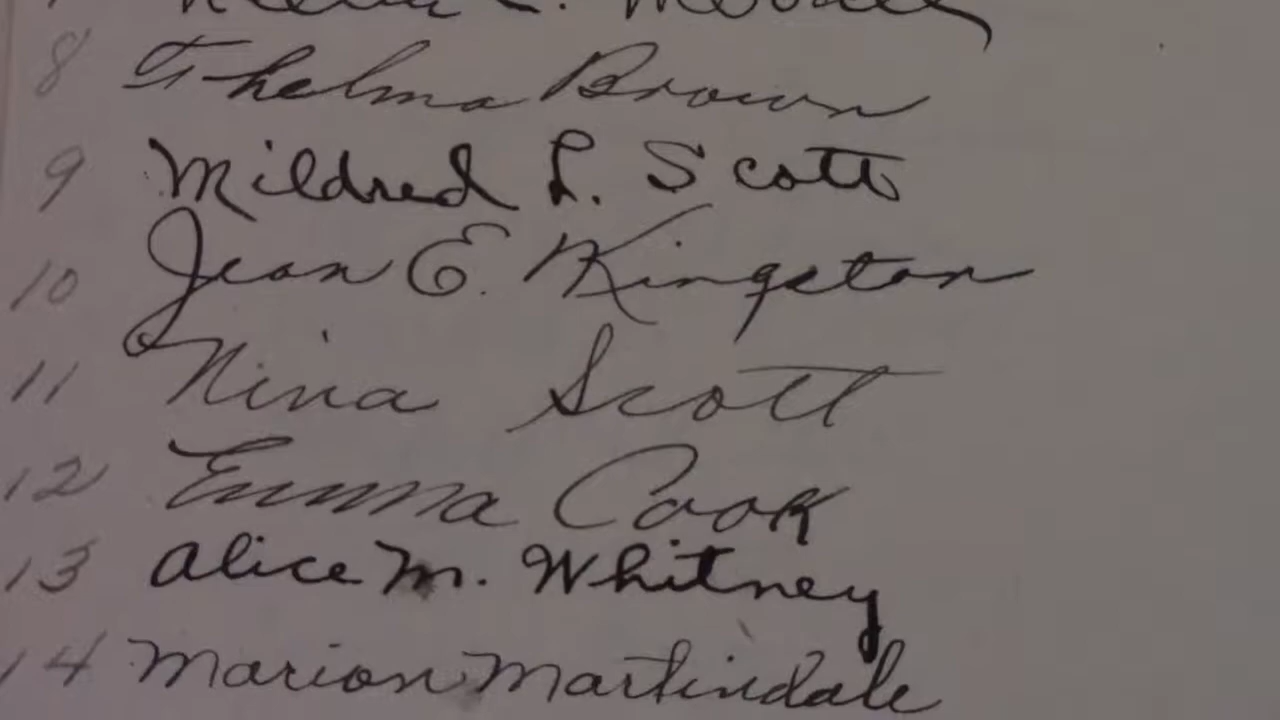 8 Thelma Brown
9 Mildred L. Scott
10 Jean E. Kingston
11 Nina Scott
12 Emma Cook
13 Alice M. Whitney
14 Marion Martindale